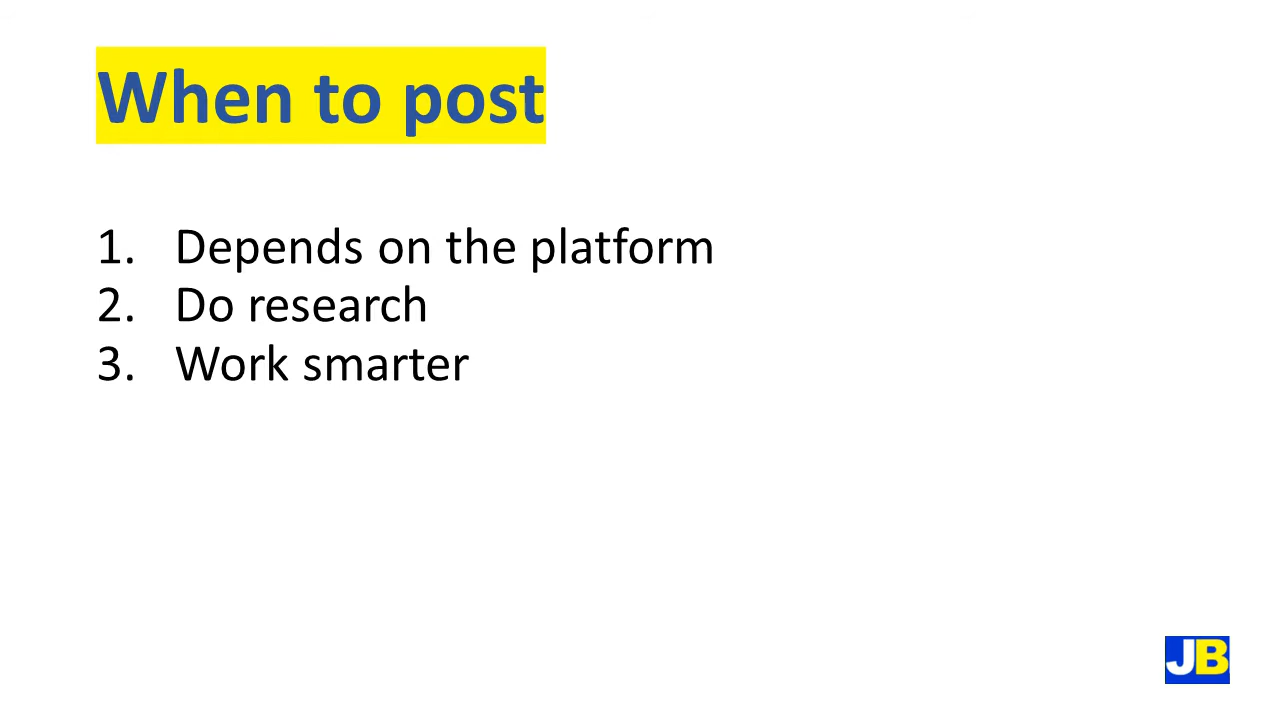 When to post
1. Depends on the platform
2. Do research
3. Work smarter
JB